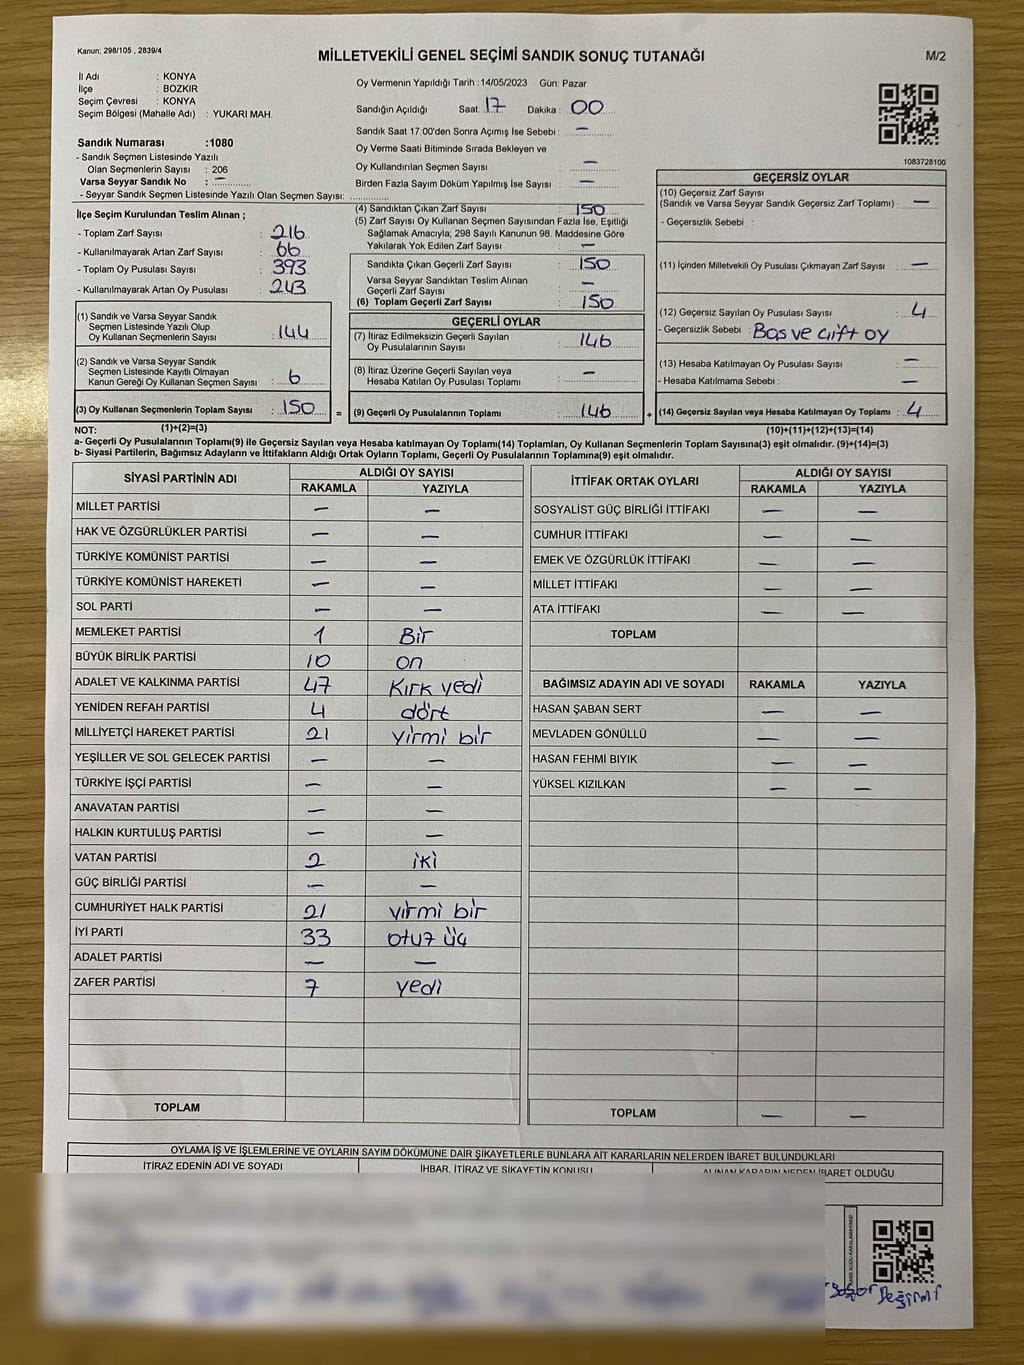 Kanun; 298/105 , 2839/4
MİLLETVEKİLİ GENEL SEÇİMİ SANDIK SONUÇ TUTANAĞI
M/2
İl Adı : KONYA
İlçe : BOZKIR
Seçim Çevresi : KONYA
Seçim Bölgesi (Mahalle Adı) : YUKARI MAH.
Oy Vermenin Yapıldığı Tarih : 14/05/2023 Gün: Pazar
Sandığın Açıldığı Saat: 17 Dakika : 00
Sandık Saat 17:00'den Sonra Açımış İse Sebebi : —
Oy Verme Saati Bitiminde Sırada Bekleyen ve
Oy Kullandırılan Seçmen Sayısı —
Birden Fazla Sayım Döküm Yapılmış İse Sayısı : —
1083728100
Sandık Numarası :1080
- Sandık Seçmen Listesinde Yazılı
Olan Seçmenlerin Sayısı : 206
Varsa Seyyar Sandık No : —
- Seyyar Sandık Seçmen Listesinde Yazılı Olan Seçmen Sayısı:
İlçe Seçim Kurulundan Teslim Alınan ;
- Toplam Zarf Sayısı : 216
- Kullanılmayarak Artan Zarf Sayısı : 66
- Toplam Oy Pusulası Sayısı : 393
- Kullanılmayarak Artan Oy Pusulası : 243
(1) Sandık ve Varsa Seyyar Sandık
Seçmen Listesinde Yazılı Olup
Oy Kullanan Seçmenlerin Sayısı : 144
(2) Sandık ve Varsa Seyyar Sandık
Seçmen Listesinde Kayıtlı Olmayan
Kanun Gereği Oy Kullanan Seçmen Sayısı : 6
(3) Oy Kullanan Seçmenlerin Toplam Sayısı : 150 =
(4) Sandıktan Çıkan Zarf Sayısı : 150
(5) Zarf Sayısı Oy Kullanan Seçmen Sayısından Fazla İse, Eşitliği
Sağlamak Amacıyla; 298 Sayılı Kanunun 98. Maddesine Göre
Yakılarak Yok Edilen Zarf Sayısı : —
Sandıkta Çıkan Geçerli Zarf Sayısı : 150
Varsa Seyyar Sandıktan Teslim Alınan
Geçerli Zarf Sayısı : —
(6) Toplam Geçerli Zarf Sayısı : 150
GEÇERLİ OYLAR
(7) İtiraz Edilmeksizin Geçerli Sayılan
Oy Pusulalarının Sayısı : 146
(8) İtiraz Üzerine Geçerli Sayılan veya
Hesaba Katılan Oy Pusulası Toplamı : —
(9) Geçerli Oy Pusulalarının Toplamı : 146 +
GEÇERSİZ OYLAR
(10) Geçersiz Zarf Sayısı
(Sandık ve Varsa Seyyar Sandık Geçersiz Zarf Toplamı) : —
- Geçersizlik Sebebi :
(11) İçinden Milletvekili Oy Pusulası Çıkmayan Zarf Sayısı : —
(12) Geçersiz Sayılan Oy Pusulası Sayısı : 4
- Geçersizlik Sebebi : Boş ve çift oy
(13) Hesaba Katılmayan Oy Pusulası Sayısı : —
- Hesaba Katılmama Sebebi : —
(14) Geçersiz Sayılan veya Hesaba Katılmayan Oy Toplamı : 4
NOT: (1)+(2)=(3) (10)+(11)+(12)+(13)=(14)
a- Geçerli Oy Pusulalarının Toplamı(9) ile Geçersiz Sayılan veya Hesaba katılmayan Oy Toplamı(14) Toplamları, Oy Kullanan Seçmenlerin Toplam Sayısına(3) eşit olmalıdır. (9)+(14)=(3)
b- Siyasi Partilerin, Bağımsız Adayların ve İttifakların Aldığı Ortak Oyların Toplamı, Geçerli Oy Pusulalarının Toplamına(9) eşit olmalıdır.
SİYASİ PARTİNİN ADI ALDIĞI OY SAYISI
RAKAMLA YAZIYLA
MİLLET PARTİSİ — —
HAK VE ÖZGÜRLÜKLER PARTİSİ — —
TÜRKİYE KOMÜNİST PARTİSİ — —
TÜRKİYE KOMÜNİST HAREKETİ — —
SOL PARTİ — —
MEMLEKET PARTİSİ 1 Bir
BÜYÜK BİRLİK PARTİSİ 10 on
ADALET VE KALKINMA PARTİSİ 47 Kırk yedi
YENİDEN REFAH PARTİSİ 4 dört
MİLLİYETÇİ HAREKET PARTİSİ 21 yirmi bir
YEŞİLLER VE SOL GELECEK PARTİSİ — —
TÜRKİYE İŞÇİ PARTİSİ — —
ANAVATAN PARTİSİ — —
HALKIN KURTULUŞ PARTİSİ — —
VATAN PARTİSİ 2 iki
GÜÇ BİRLİĞİ PARTİSİ — —
CUMHURİYET HALK PARTİSİ 21 yirmi bir
İYİ PARTİ 33 otuz üç
ADALET PARTİSİ — —
ZAFER PARTİSİ 7 yedi
TOPLAM
İTTİFAK ORTAK OYLARI ALDIĞI OY SAYISI
RAKAMLA YAZIYLA
SOSYALİST GÜÇ BİRLİĞİ İTTİFAKI — —
CUMHUR İTTİFAKI — —
EMEK VE ÖZGÜRLÜK İTTİFAKI — —
MİLLET İTTİFAKI — —
ATA İTTİFAKI — —
TOPLAM
BAĞIMSIZ ADAYIN ADI VE SOYADI RAKAMLA YAZIYLA
HASAN ŞABAN SERT — —
MEVLADEN GÖNÜLLÜ — —
HASAN FEHMİ BIYIK — —
YÜKSEL KIZILKAN — —
TOPLAM — —
OYLAMA İŞ VE İŞLEMLERİNE VE OYLARIN SAYIM DÖKÜMÜNE DAİR ŞİKAYETLERLE BUNLARA AİT KARARLARIN NELERDEN İBARET BULUNDUKLARI
İTİRAZ EDENİN ADI VE SOYADI İHBAR, İTİRAZ VE ŞİKAYETİN KONUSU ALINAN KARARIN NEDEN İBARET OLDUĞU